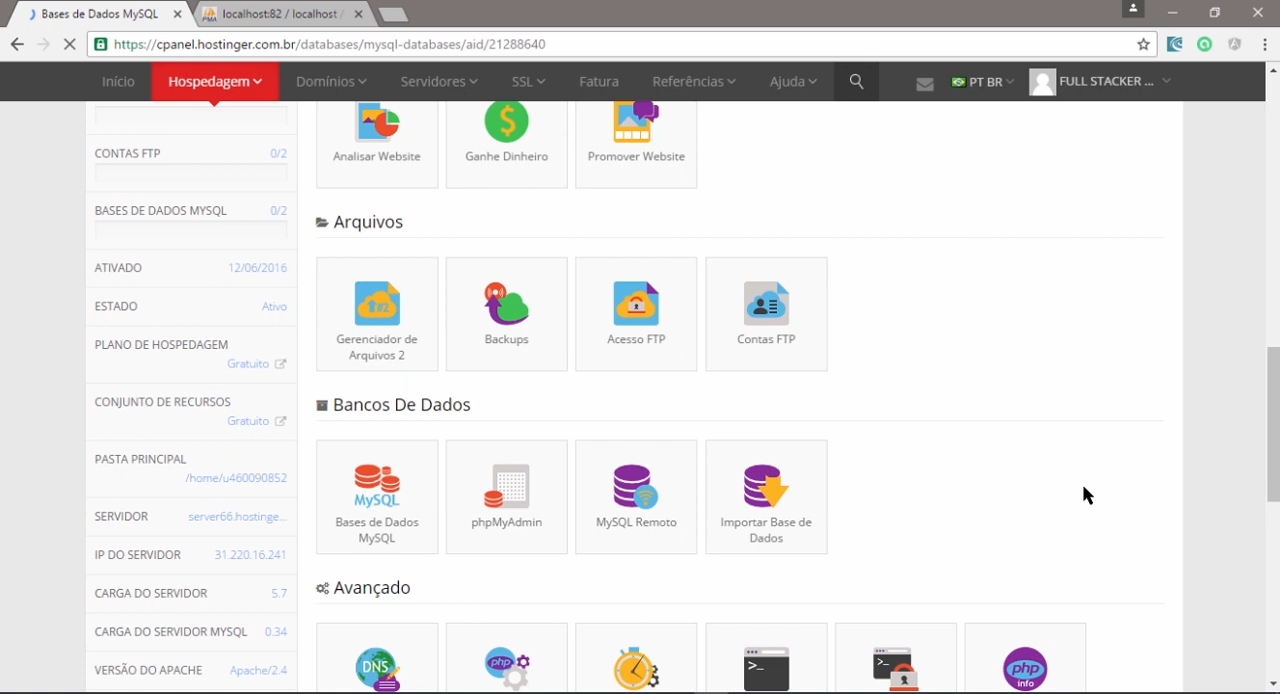 Bases de Dados MySQL
localhost:82 / localhost /
https://cpanel.hostinger.com.br/databases/mysql-databases/aid/21288640
Início Hospedagem Domínios Servidores SSL Fatura Referências Ajuda PT BR FULL STACKER ...
CONTAS FTP 0/2
BASES DE DADOS MYSQL 0/2
ATIVADO 12/06/2016
ESTADO Ativo
PLANO DE HOSPEDAGEM
Gratuito
CONJUNTO DE RECURSOS
Gratuito
PASTA PRINCIPAL
/home/u460090852
SERVIDOR server66.hostinge...
IP DO SERVIDOR 31.220.16.241
CARGA DO SERVIDOR 5.7
CARGA DO SERVIDOR MYSQL 0.34
VERSÃO DO APACHE Apache/2.4
Analisar Website
Ganhe Dinheiro
Promover Website
Arquivos
Gerenciador de
Arquivos 2
Backups
Acesso FTP
Contas FTP
Bancos De Dados
MySQL
Bases de Dados
MySQL
phpMyAdmin
MySQL Remoto
Importar Base de
Dados
Avançado
DNS
php
>_
>_
php
info